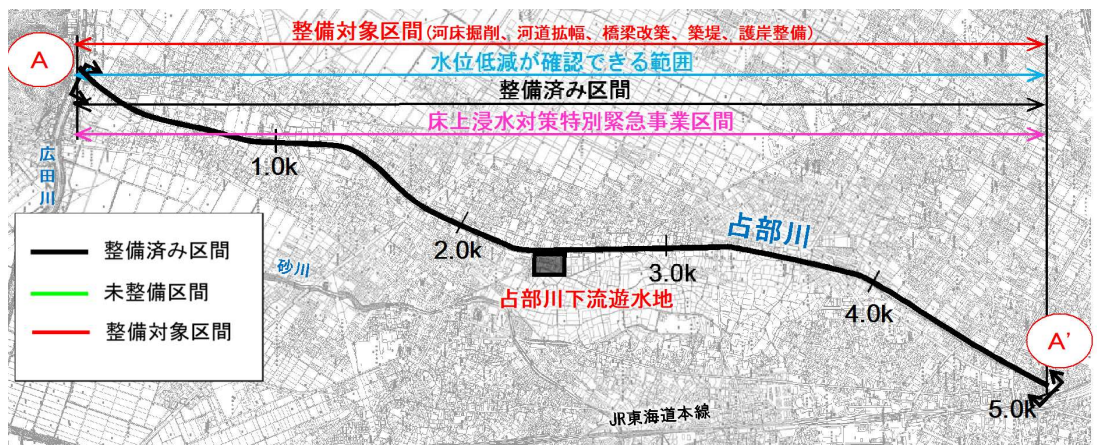 整備対象区間(河床掘削、河道拡幅、橋梁改築、築堤、護岸整備)
A
水位低減が確認できる範囲
整備済み区間
床上浸水対策特別緊急事業区間
広田川
1.0k
整備済み区間
未整備区間
整備対象区間
砂川
2.0k
占部川
3.0k
占部川下流遊水地
4.0k
A'
5.0k
JR東海道本線